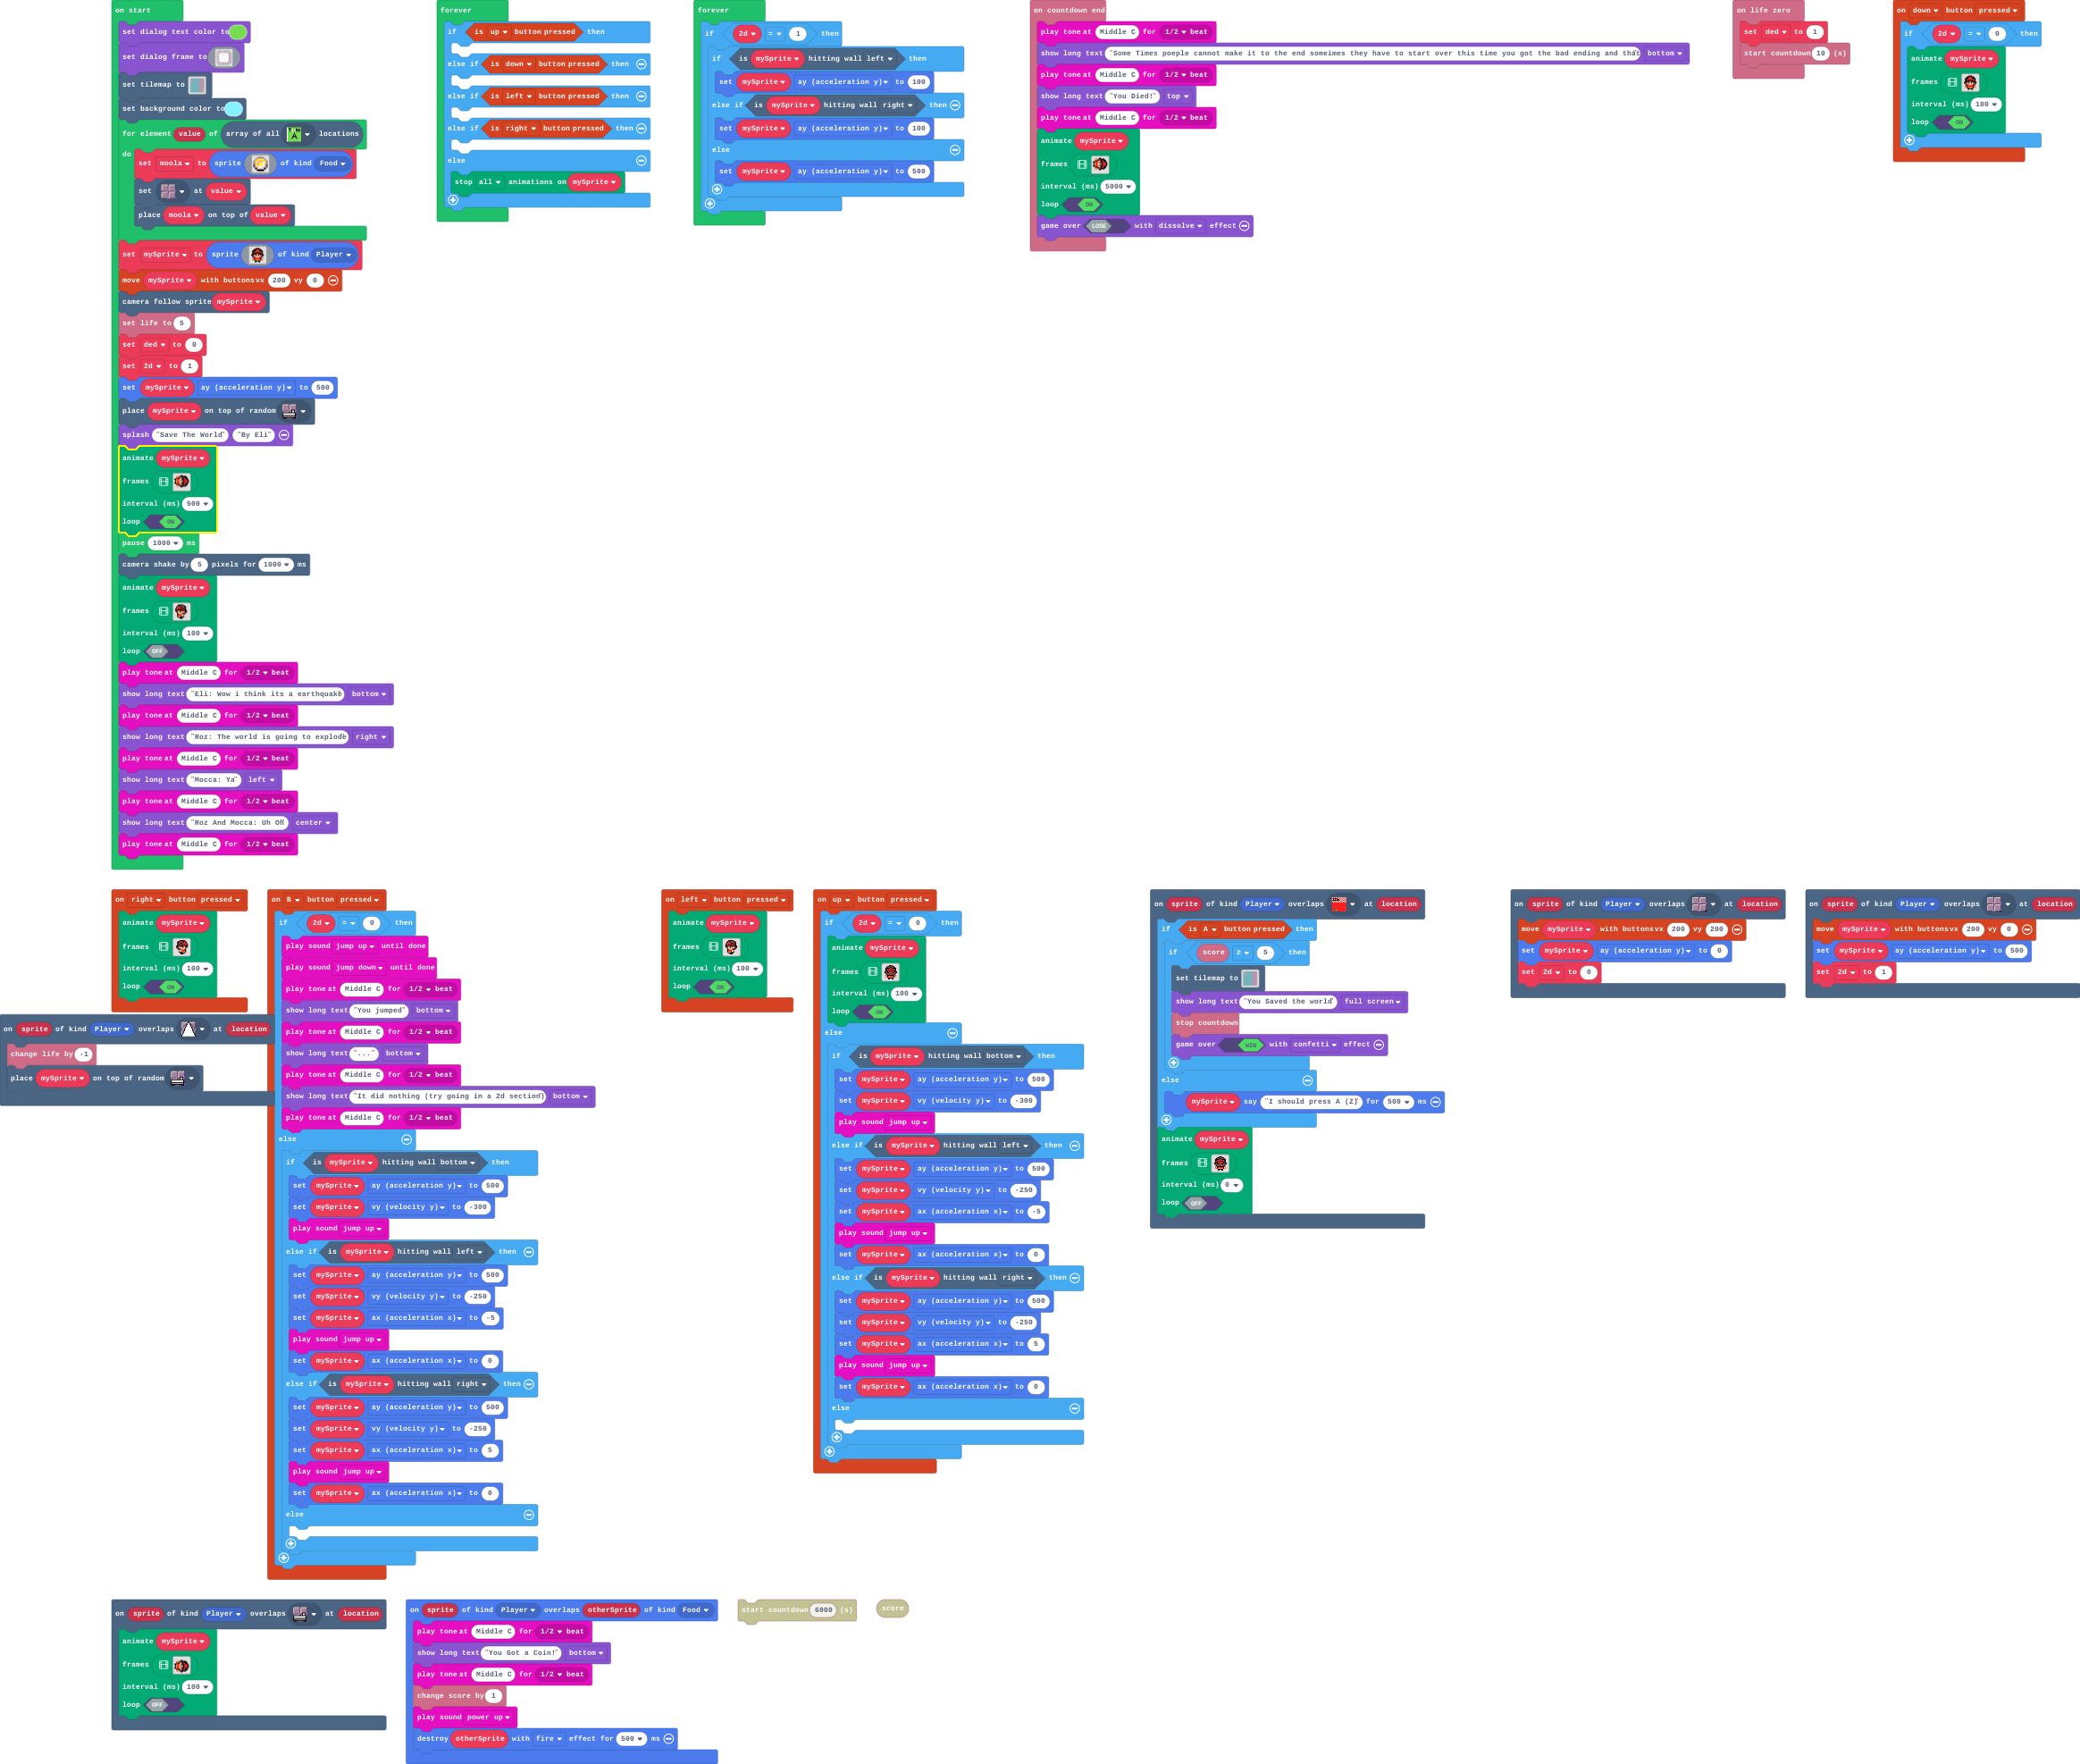 on start
set dialog text color to
set dialog frame to
set tilemap to
set background color to
for element value of array of all locations
do
set moola to sprite of kind Food
set at value
place moola on top of value
set mySprite to sprite of kind Player
move mySprite with buttons vx 200 vy 0
camera follow sprite mySprite
set life to 5
set ded to 0
set 2d to 1
set mySprite ay (acceleration y) to 500
place mySprite on top of random
splash "Save The World" "By Eli"
animate mySprite
frames
interval (ms) 500
loop ON
pause 1000 ms
camera shake by 5 pixels for 1000 ms
animate mySprite
frames
interval (ms) 100
loop OFF
play tone at Middle C for 1/2 beat
show long text "Eli: Wow i think its a earthquake" bottom
play tone at Middle C for 1/2 beat
show long text "Roz: The world is going to explode" right
play tone at Middle C for 1/2 beat
show long text "Mocca: Ya" left
play tone at Middle C for 1/2 beat
show long text "Roz And Mocca: Uh Oh" center
play tone at Middle C for 1/2 beat
forever
if is up button pressed then
else if is down button pressed then
else if is left button pressed then
else if is right button pressed then
else
stop all animations on mySprite
forever
if 2d = 1 then
if is mySprite hitting wall left then
set mySprite ay (acceleration y) to 100
else if is mySprite hitting wall right then
set mySprite ay (acceleration y) to 100
else
set mySprite ay (acceleration y) to 500
on countdown end
play tone at Middle C for 1/2 beat
show long text "Some Times poeple cannot make it to the end someimes they have to start over this time you got the bad ending and that bottom
play tone at Middle C for 1/2 beat
show long text "You Died!" top
play tone at Middle C for 1/2 beat
animate mySprite
frames
interval (ms) 5000
loop ON
game over LOSE with dissolve effect
on life zero
set ded to 1
start countdown 10 (s)
on down button pressed
if 2d = 0 then
animate mySprite
frames
interval (ms) 100
loop ON
on right button pressed
animate mySprite
frames
interval (ms) 100
loop ON
on sprite of kind Player overlaps at location
change life by -1
place mySprite on top of random
on B button pressed
if 2d = 0 then
play sound jump up until done
play sound jump down until done
play tone at Middle C for 1/2 beat
show long text "You jumped" bottom
play tone at Middle C for 1/2 beat
show long text "..." bottom
play tone at Middle C for 1/2 beat
show long text "It did nothing (try going in a 2d section)" bottom
play tone at Middle C for 1/2 beat
else
if is mySprite hitting wall bottom then
set mySprite ay (acceleration y) to 500
set mySprite vy (velocity y) to -300
play sound jump up
else if is mySprite hitting wall left then
set mySprite ay (acceleration y) to 500
set mySprite vy (velocity y) to -250
set mySprite ax (acceleration x) to -5
play sound jump up
set mySprite ax (acceleration x) to 0
else if is mySprite hitting wall right then
set mySprite ay (acceleration y) to 500
set mySprite vy (velocity y) to -250
set mySprite ax (acceleration x) to 5
play sound jump up
set mySprite ax (acceleration x) to 0
else
on left button pressed
animate mySprite
frames
interval (ms) 100
loop ON
on up button pressed
if 2d = 0 then
animate mySprite
frames
interval (ms) 100
loop ON
else
if is mySprite hitting wall bottom then
set mySprite ay (acceleration y) to 500
set mySprite vy (velocity y) to -300
play sound jump up
else if is mySprite hitting wall left then
set mySprite ay (acceleration y) to 500
set mySprite vy (velocity y) to -250
set mySprite ax (acceleration x) to -5
play sound jump up
set mySprite ax (acceleration x) to 0
else if is mySprite hitting wall right then
set mySprite ay (acceleration y) to 500
set mySprite vy (velocity y) to -250
set mySprite ax (acceleration x) to 5
play sound jump up
set mySprite ax (acceleration x) to 0
else
on sprite of kind Player overlaps at location
if is A button pressed then
if score ≥ 5 then
set tilemap to
show long text "You Saved the world" full screen
stop countdown
game over WIN with confetti effect
else
mySprite say "I should press A (Z)" for 500 ms
animate mySprite
frames
interval (ms) 0
loop OFF
on sprite of kind Player overlaps at location
move mySprite with buttons vx 200 vy 200
set mySprite ay (acceleration y) to 0
set 2d to 0
on sprite of kind Player overlaps at location
move mySprite with buttons vx 200 vy 0
set mySprite ay (acceleration y) to 500
set 2d to 1
on sprite of kind Player overlaps at location
animate mySprite
frames
interval (ms) 100
loop OFF
on sprite of kind Player overlaps otherSprite of kind Food
play tone at Middle C for 1/2 beat
show long text "You Got a Coin!" bottom
play tone at Middle C for 1/2 beat
change score by 1
play sound power up
destroy otherSprite with fire effect for 500 ms
start countdown 6000 (s)
score